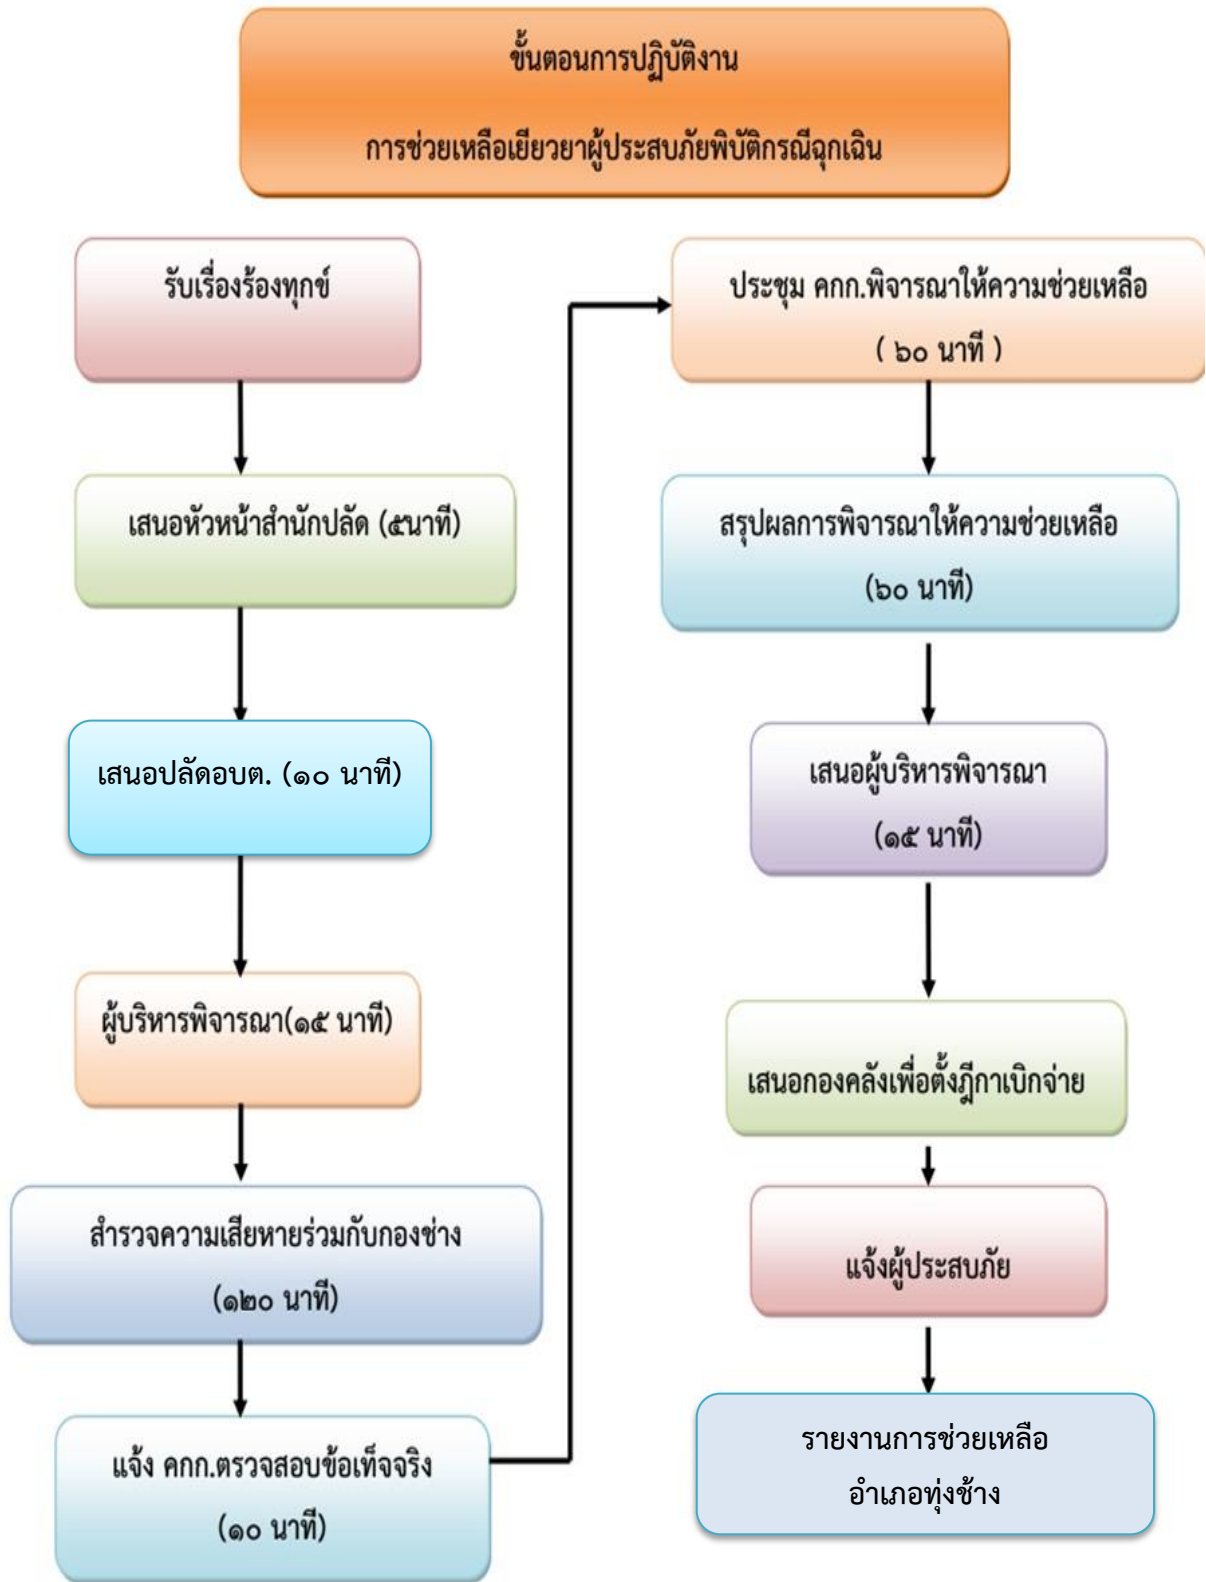 ขั้นตอนการปฏิบัติงาน
การช่วยเหลือเยียวยาผู้ประสบภัยพิบัติกรณีฉุกเฉิน
รับเรื่องร้องทุกข์
เสนอหัวหน้าสำนักปลัด (๕นาที)
เสนอปลัดอบต. (๑๐ นาที)
ผู้บริหารพิจารณา(๑๕ นาที)
สำรวจความเสียหายร่วมกับกองช่าง
(๑๒๐ นาที)
แจ้ง คกก.ตรวจสอบข้อเท็จจริง
(๑๐ นาที)
ประชุม คกก.พิจารณาให้ความช่วยเหลือ
( ๖๐ นาที )
สรุปผลการพิจารณาให้ความช่วยเหลือ
(๖๐ นาที)
เสนอผู้บริหารพิจารณา
(๑๕ นาที)
เสนอกองคลังเพื่อตั้งฎีกาเบิกจ่าย
แจ้งผู้ประสบภัย
รายงานการช่วยเหลือ
อำเภอทุ่งช้าง